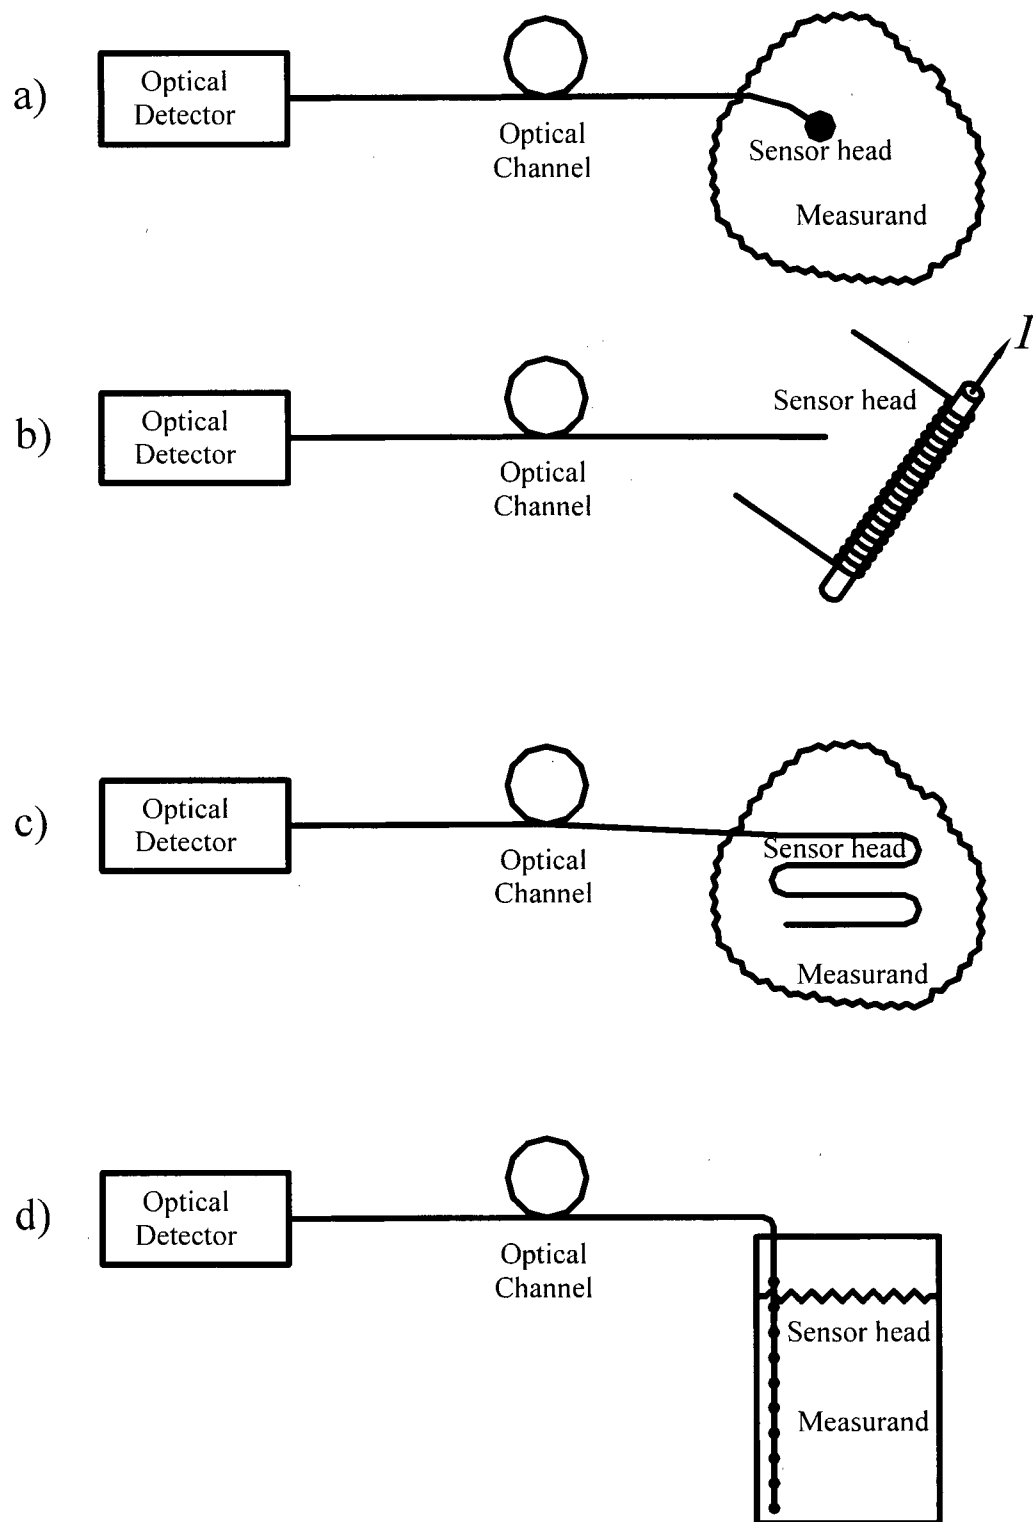 a)
Optical
Detector
Optical
Channel
Sensor head
Measurand
b)
Optical
Detector
Optical
Channel
Sensor head
I
c)
Optical
Detector
Optical
Channel
Sensor head
Measurand
d)
Optical
Detector
Optical
Channel
Sensor head
Measurand